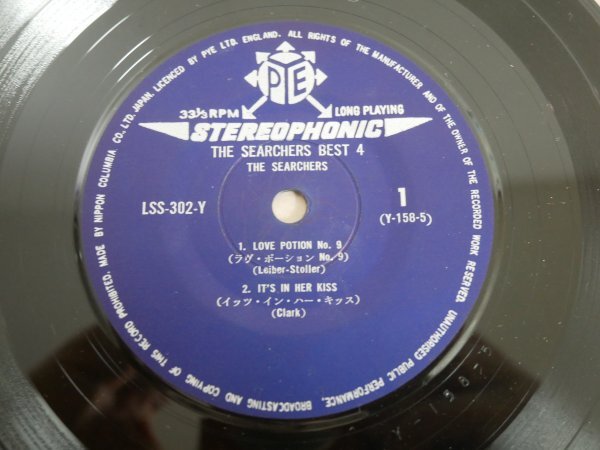 MADE BY NIPPON COLUMBIA CO., LTD. JAPAN. LICENCED BY PYE LTD. ENGLAND. ALL RIGHTS OF THE MANUFACTURER AND OF THE OWNER OF THE RECORDED WORK RESERVED. UNAUTHORISED PUBLIC PERFORMANCE, BROADCASTING AND COPYING OF THIS RECORD PROHIBITED.
PYE
33⅓ RPM LONG PLAYING
STEREOPHONIC
THE SEARCHERS BEST 4
THE SEARCHERS
LSS-302-Y
1
(Y-158-5)
1. LOVE POTION No. 9
(ラヴ・ポーション No. 9)
(Leiber-Stoller)
2. IT'S IN HER KISS
(イッツ・イン・ハー・キッス)
(Clark)